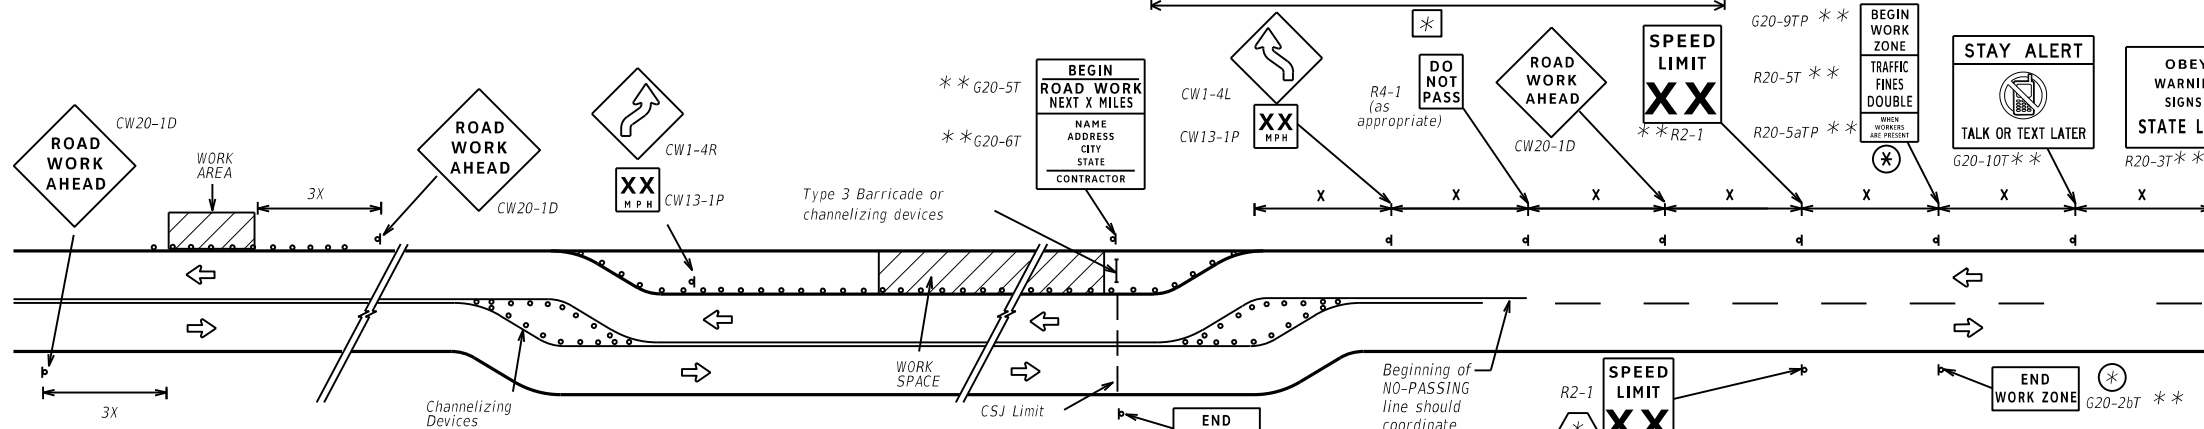 ROAD
WORK
AHEAD
CW20-1D
WORK
AREA
3X
3X
ROAD
WORK
AHEAD
CW20-1D
CW1-4R
XX
MPH
CW13-1P
Channelizing
Devices
Type 3 Barricade or
channelizing devices
* * G20-5T
* * G20-6T
BEGIN
ROAD WORK
NEXT X MILES
NAME
ADDRESS
CITY
STATE
CONTRACTOR
WORK
SPACE
CSJ Limit
END
*
CW1-4L
CW13-1P
XX
MPH
R4-1
(as
appropriate)
DO
NOT
PASS
ROAD
WORK
AHEAD
CW20-1D
SPEED
LIMIT
XX
* * R2-1
G20-9TP * *
R20-5T * *
R20-5aTP * *
BEGIN
WORK
ZONE
TRAFFIC
FINES
DOUBLE
WHEN
WORKERS
ARE PRESENT
*
STAY ALERT
TALK OR TEXT LATER
G20-10T * *
OBEY
WARNIN
SIGNS
STATE L
R20-3T * *
X X X X X X X
Beginning of
NO-PASSING
line should
coordinate
R2-1
*
SPEED
LIMIT
XX
END
WORK ZONE
*
G20-2bT * *